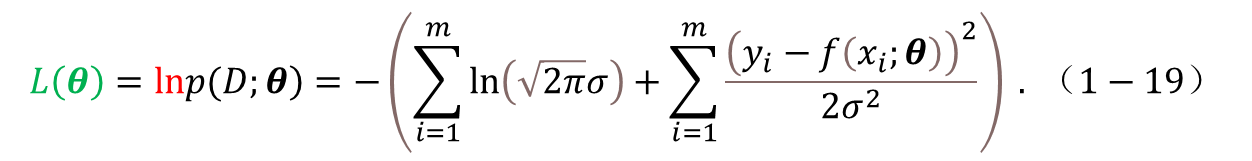 L(θ) = lnp(D; θ) = −(∑_{i=1}^{m} ln(√2π σ) + ∑_{i=1}^{m} (y_i − f(x_i; θ))^2 / 2σ^2) . （1 − 19）